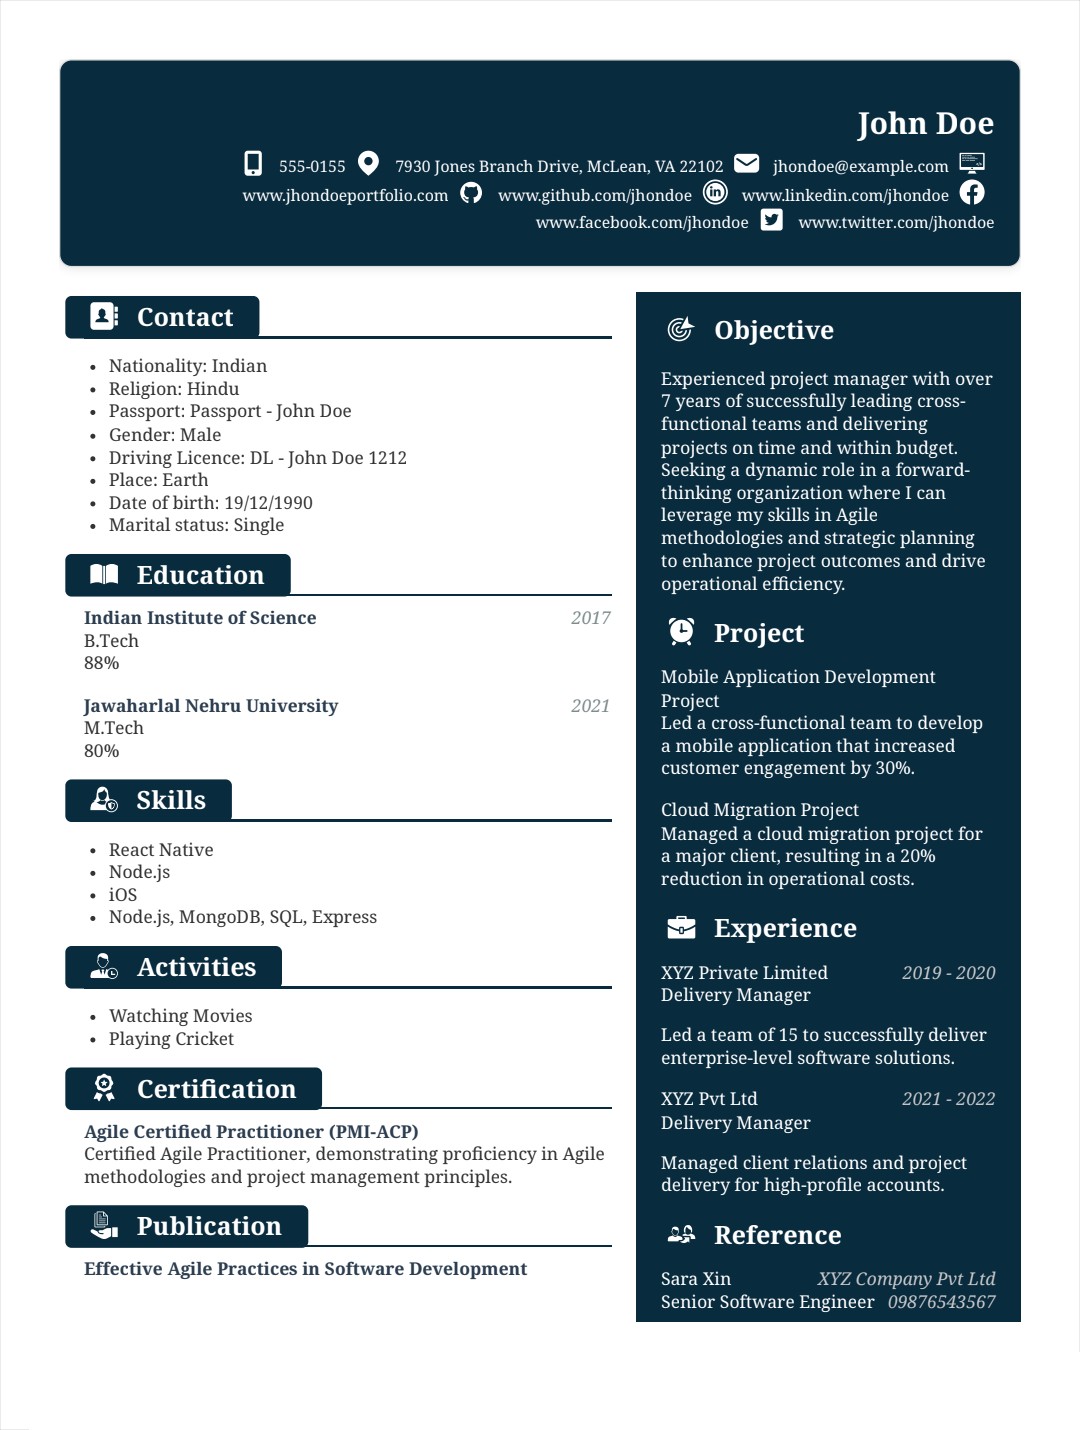 John Doe
555-0155 7930 Jones Branch Drive, McLean, VA 22102 jhondoe@example.com
www.jhondoeportfolio.com www.github.com/jhondoe www.linkedin.com/jhondoe
www.facebook.com/jhondoe www.twitter.com/jhondoe
Contact
• Nationality: Indian
• Religion: Hindu
• Passport: Passport - John Doe
• Gender: Male
• Driving Licence: DL - John Doe 1212
• Place: Earth
• Date of birth: 19/12/1990
• Marital status: Single
Education
Indian Institute of Science 2017
B.Tech
88%
Jawaharlal Nehru University 2021
M.Tech
80%
Skills
• React Native
• Node.js
• iOS
• Node.js, MongoDB, SQL, Express
Activities
• Watching Movies
• Playing Cricket
Certification
Agile Certified Practitioner (PMI-ACP)
Certified Agile Practitioner, demonstrating proficiency in Agile
methodologies and project management principles.
Publication
Effective Agile Practices in Software Development
Objective
Experienced project manager with over
7 years of successfully leading cross-
functional teams and delivering
projects on time and within budget.
Seeking a dynamic role in a forward-
thinking organization where I can
leverage my skills in Agile
methodologies and strategic planning
to enhance project outcomes and drive
operational efficiency.
Project
Mobile Application Development
Project
Led a cross-functional team to develop
a mobile application that increased
customer engagement by 30%.
Cloud Migration Project
Managed a cloud migration project for
a major client, resulting in a 20%
reduction in operational costs.
Experience
XYZ Private Limited 2019 - 2020
Delivery Manager
Led a team of 15 to successfully deliver
enterprise-level software solutions.
XYZ Pvt Ltd 2021 - 2022
Delivery Manager
Managed client relations and project
delivery for high-profile accounts.
Reference
Sara Xin XYZ Company Pvt Ltd
Senior Software Engineer 09876543567